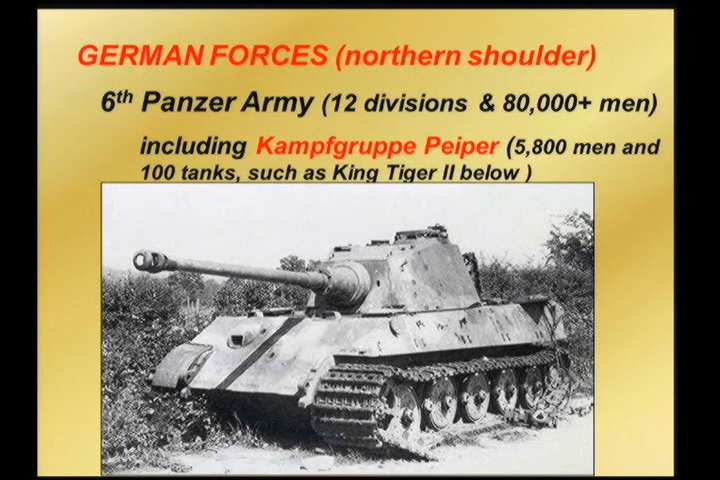 GERMAN FORCES (northern shoulder)
6th Panzer Army (12 divisions & 80,000+ men)
including Kampfgruppe Peiper (5,800 men and
100 tanks, such as King Tiger II below )